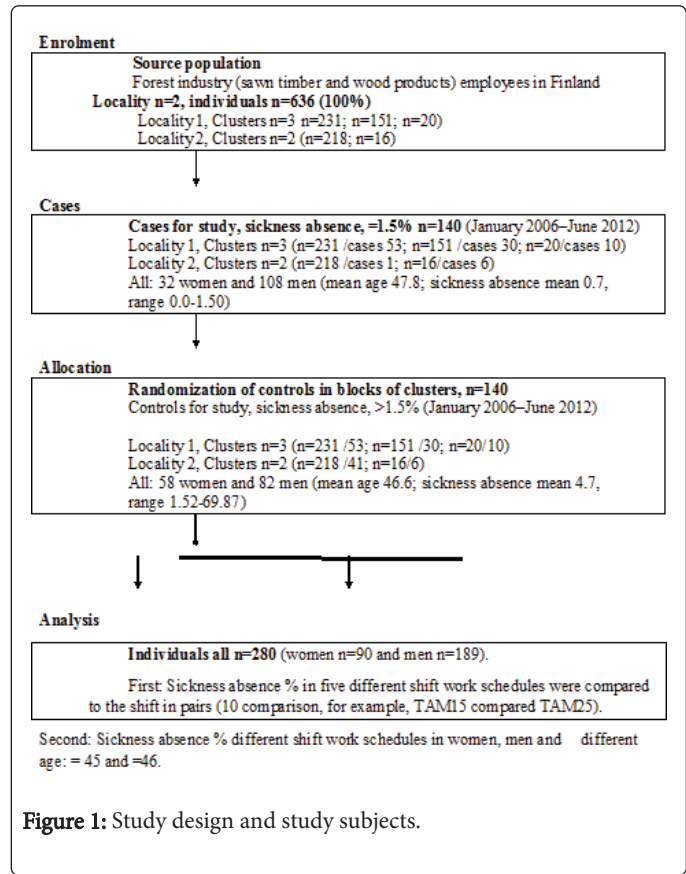 Enrolment
Source population
Forest industry (sawn timber and wood products) employees in Finland
Locality n=2, individuals n=636 (100%)
Locality 1, Clusters n=3 n=231; n=151; n=20)
Locality 2, Clusters n=2 (n=218; n=16)
Cases
Cases for study, sickness absence, =1.5% n=140 (January 2006–June 2012)
Locality 1, Clusters n=3 (n=231 /cases 53; n=151 /cases 30; n=20/cases 10)
Locality 2, Clusters n=2 (n=218 /cases 1; n=16/cases 6)
All: 32 women and 108 men (mean age 47.8; sickness absence mean 0.7,
range 0.0-1.50)
Allocation
Randomization of controls in blocks of clusters, n=140
Controls for study, sickness absence, >1.5% (January 2006–June 2012)
Locality 1, Clusters n=3 (n=231 /53; n=151 /30; n=20/10)
Locality 2, Clusters n=2 (n=218 /41; n=16/6)
All: 58 women and 82 men (mean age 46.6; sickness absence mean 4.7,
range 1.52-69.87)
Analysis
Individuals all n=280 (women n=90 and men n=189).
First: Sickness absence % in five different shift work schedules were compared
to the shift in pairs (10 comparison, for example, TAM15 compared TAM25).
Second: Sickness absence % different shift work schedules in women, men and different
age: = 45 and =46.
Figure 1: Study design and study subjects.